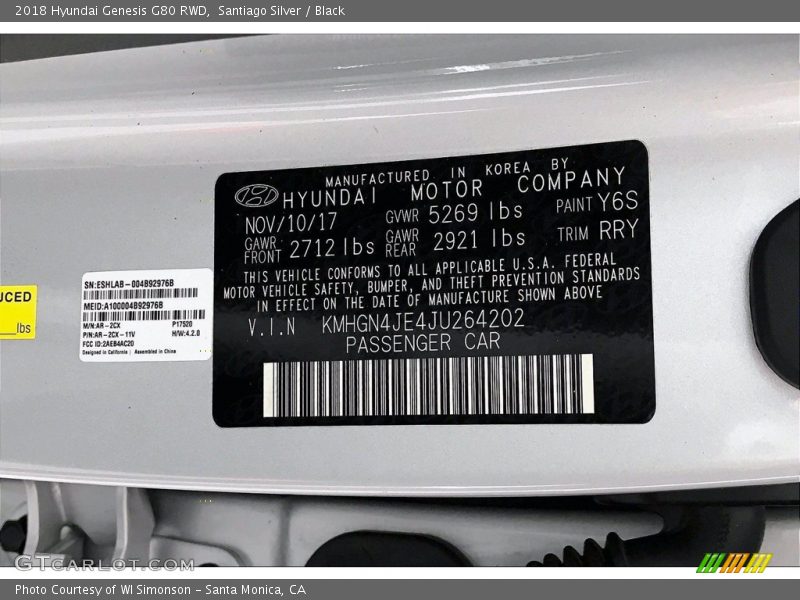 2018 Hyundai Genesis G80 RWD,  Santiago Silver / Black
MANUFACTURED IN KOREA BY
HYUNDAI MOTOR COMPANY
NOV/10/17 GVWR 5269 lbs PAINT Y6S
GAWR FRONT 2712 lbs GAWR REAR 2921 lbs TRIM RRY
THIS VEHICLE CONFORMS TO ALL APPLICABLE U.S.A. FEDERAL
MOTOR VEHICLE SAFETY, BUMPER, AND THEFT PREVENTION STANDARDS
IN EFFECT ON THE DATE OF MANUFACTURE SHOWN ABOVE
V.I.N KMHGN4JE4JU264202
PASSENGER CAR
SN:ESHLAB-004B92976B
MEID:A100004B92976B
M/N:AR-2CX P17520
P/N:AR-2CX-11V H/W:4.2.0
FCC ID:2AEB4AC20
Designed in California | Assembled in China
UCED
lbs
GTCARLOT.COM
Photo Courtesy of WI Simonson - Santa Monica, CA